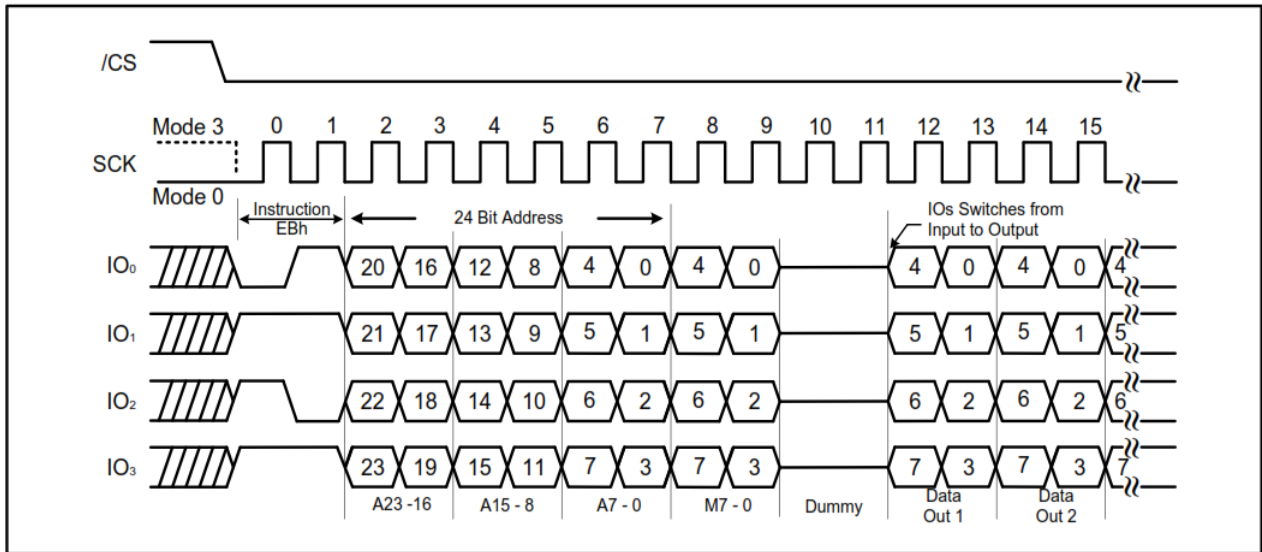 /CS
Mode 3 0 1 2 3 4 5 6 7 8 9 10 11 12 13 14 15
SCK
Mode 0
Instruction EBh 24 Bit Address IOs Switches from Input to Output
IO₀ 20 16 12 8 4 0 4 0 4 0 4 0 4
IO₁ 21 17 13 9 5 1 5 1 5 1 5 1 5
IO₂ 22 18 14 10 6 2 6 2 6 2 6 2 6
IO₃ 23 19 15 11 7 3 7 3 7 3 7 3 7
A23 -16 A15 - 8 A7 - 0 M7 - 0 Dummy Data Out 1 Data Out 2